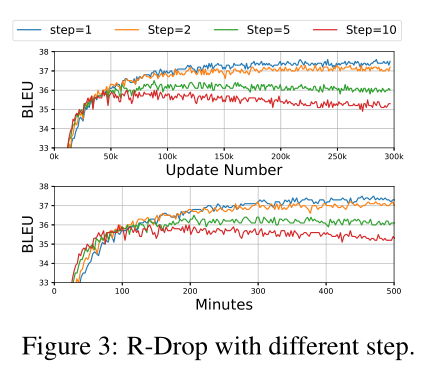 step=1 Step=2 Step=5 Step=10
38
37
36
35
34
33
BLEU
0k 50k 100k 150k 200k 250k 300k
Update Number
38
37
36
35
34
33
BLEU
0 100 200 300 400 500
Minutes
Figure 3: R-Drop with different step.